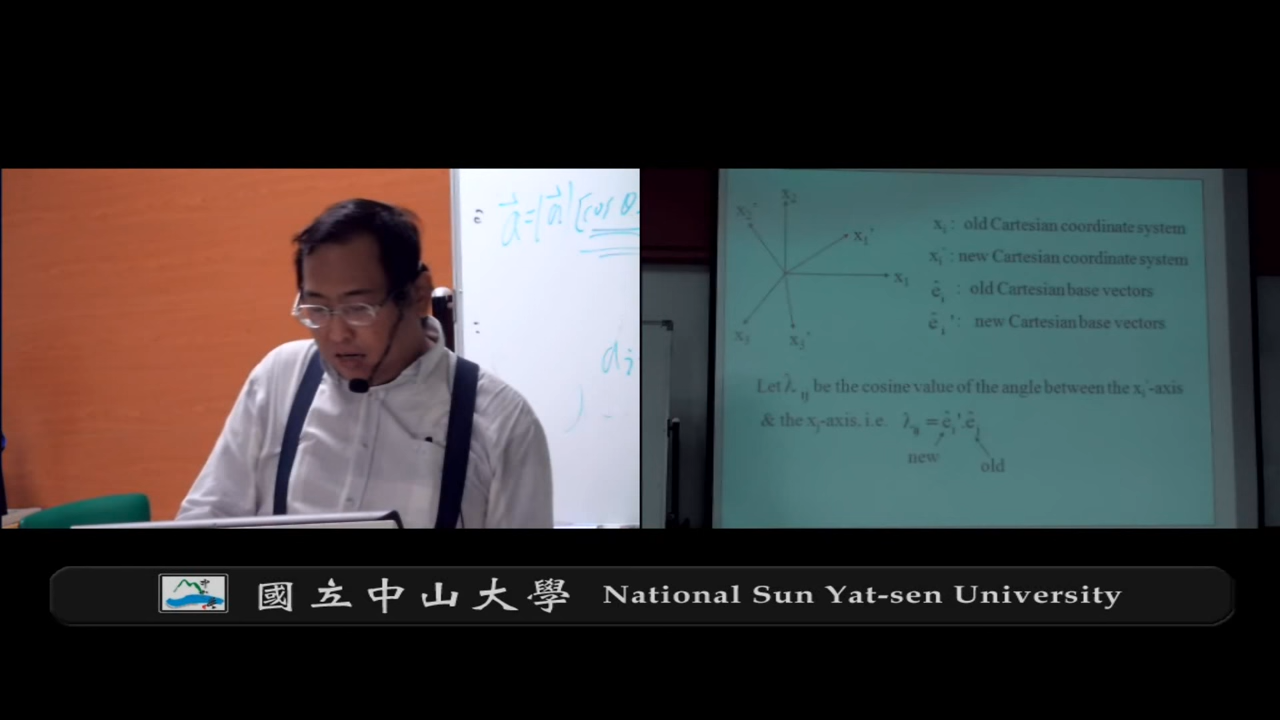 a⃗=|a⃗|[cos θ
x₂
x₂'
x₁'
x₁
x₃
x₃'
xᵢ : old Cartesian coordinate system
xᵢ' : new Cartesian coordinate system
êᵢ : old Cartesian base vectors
êᵢ' : new Cartesian base vectors
Let λᵢⱼ be the cosine value of the angle between the xᵢ'-axis
& the xⱼ-axis, i.e. λᵢⱼ = êᵢ'.êⱼ
new
old
國立中山大學 National Sun Yat-sen University